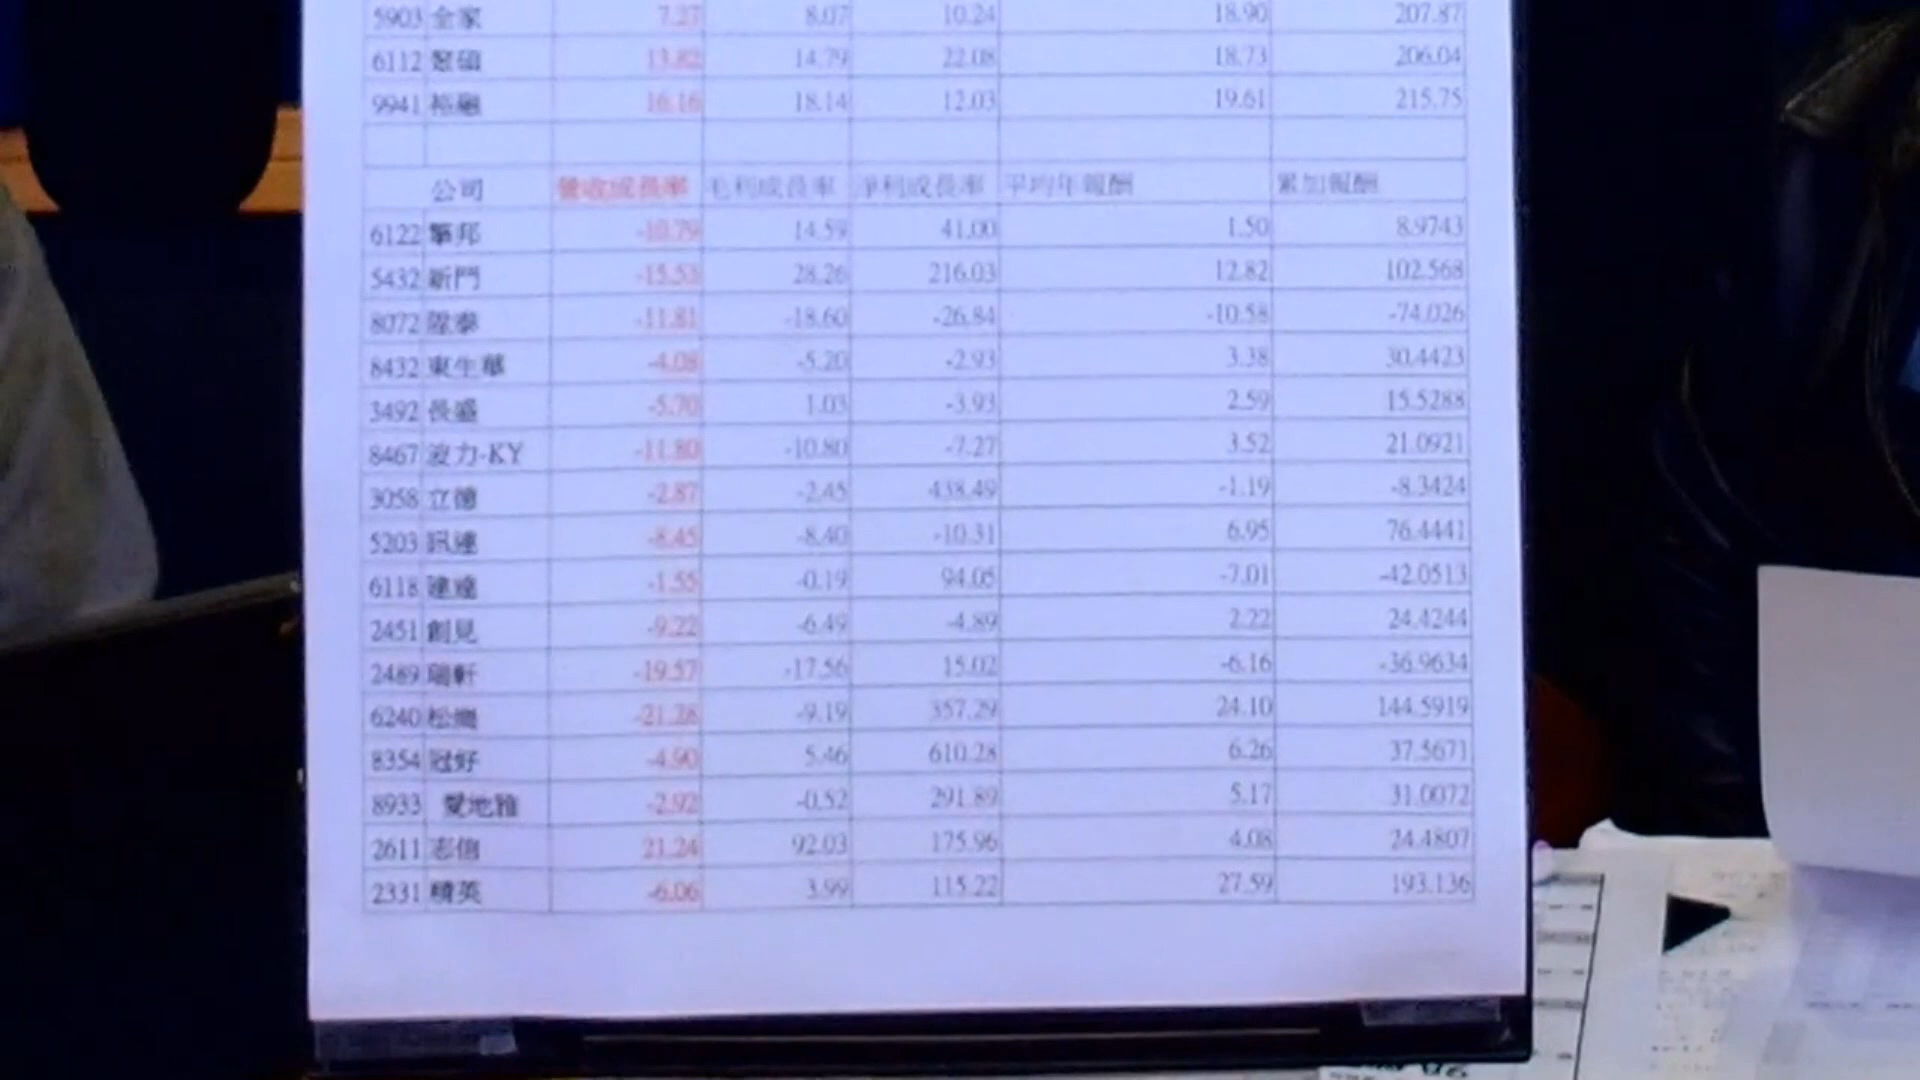 5903 全家 7.27 8.07 10.24 18.90 207.87
6112 聚碩 13.82 14.79 22.08 18.73 206.04
9941 裕融 16.16 18.14 12.03 19.61 215.75
公司 營收成長率 毛利成長率 淨利成長率 平均年報酬 累加報酬
6122 擎邦 -10.79 14.59 41.00 1.50 8.9743
5432 新門 -15.53 28.26 216.03 12.82 102.568
8072 陞泰 -11.81 -18.60 -26.84 -10.58 -74.026
8432 東生華 -4.08 -5.20 -2.93 3.38 30.4423
3492 長盛 -5.70 1.03 -3.93 2.59 15.5288
8467 波力-KY -11.80 -10.80 -7.27 3.52 21.0921
3058 立德 -2.87 -2.45 438.49 -1.19 -8.3424
5203 訊連 -8.45 -8.40 -10.31 6.95 76.4441
6118 建達 -1.55 -0.19 94.05 -7.01 -42.0513
2451 創見 -9.22 -6.49 -4.89 2.22 24.4244
2489 瑞軒 -19.57 -17.56 15.02 -6.16 -36.9634
6240 松崗 -21.28 -9.19 357.29 24.10 144.5919
8354 冠好 -4.90 5.46 610.28 6.26 37.5671
8933 愛地雅 -2.92 -0.52 291.89 5.17 31.0072
2611 志信 21.24 92.03 175.96 4.08 24.4807
2331 精英 -6.06 3.99 115.22 27.59 193.136